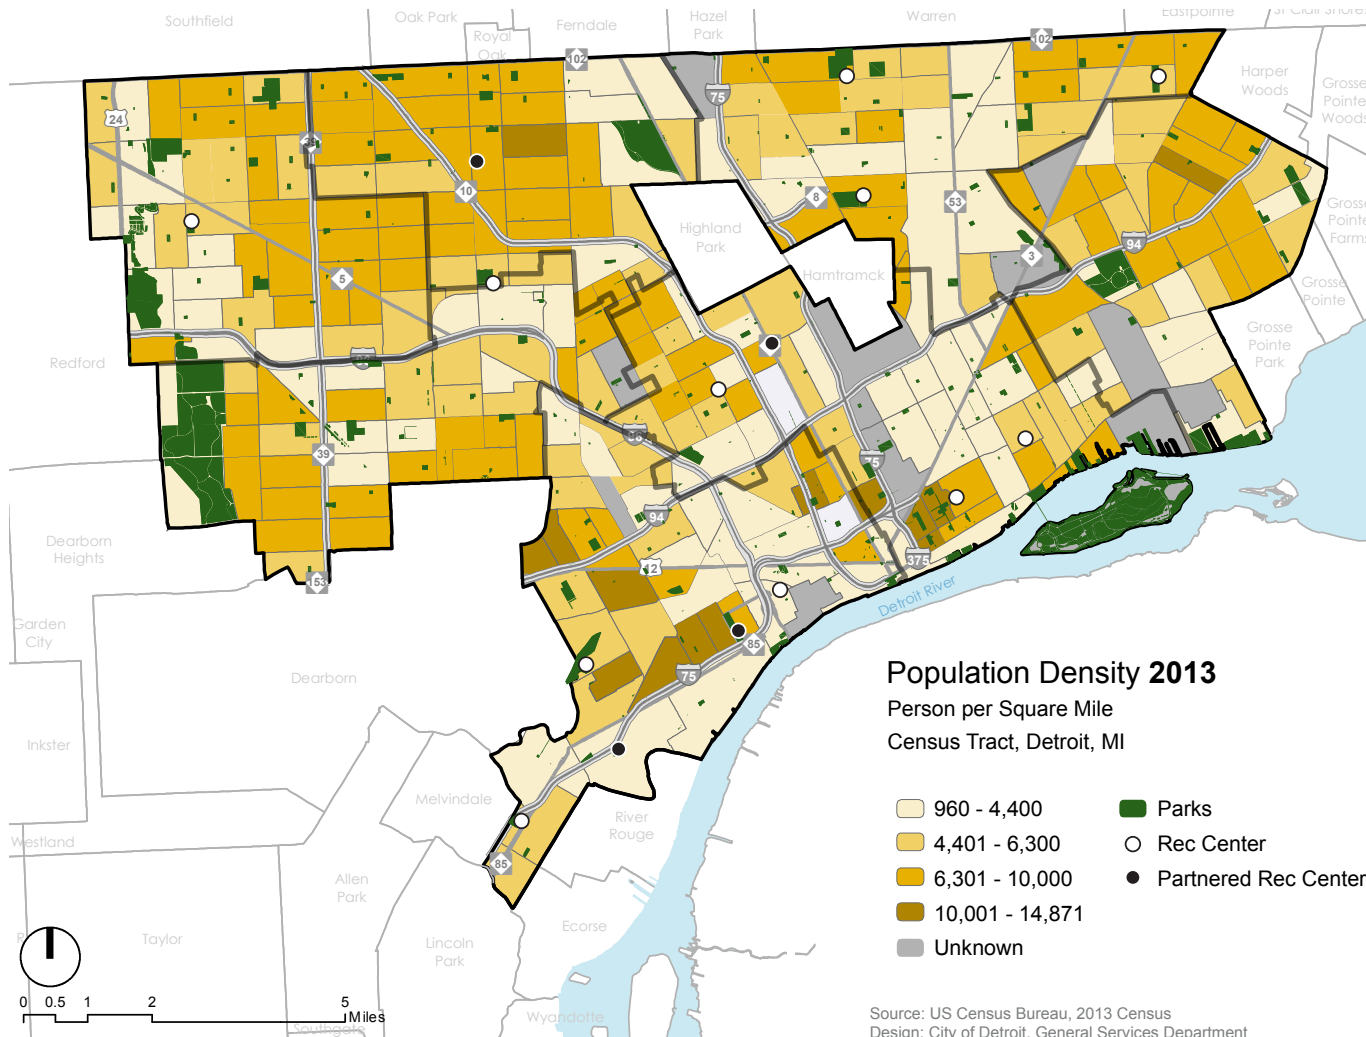 Southfield
Oak Park
Royal
Oak
Ferndale
Hazel
Park
Warren
Eastpointe
St Clair Shores
Harper
Woods
Grosse
Pointe
Woods
Grosse
Pointe
Farms
Grosse
Pointe
Grosse
Pointe
Park
Highland
Park
Hamtramck
Redford
Dearborn
Heights
Garden
City
Dearborn
Inkster
Westland
Melvindale
River
Rouge
Allen
Park
Taylor
Lincoln
Park
Ecorse
Wyandotte
Southgate
Detroit River
102
102
24
39
10
75
8
53
3
94
5
39
153
94
12
75
375
85
75
85
Population Density 2013
Person per Square Mile
Census Tract, Detroit, MI
960 - 4,400
4,401 - 6,300
6,301 - 10,000
10,001 - 14,871
Unknown
Parks
Rec Center
Partnered Rec Center
0 0.5 1 2 5
Miles
Source: US Census Bureau, 2013 Census
Design: City of Detroit, General Services Department